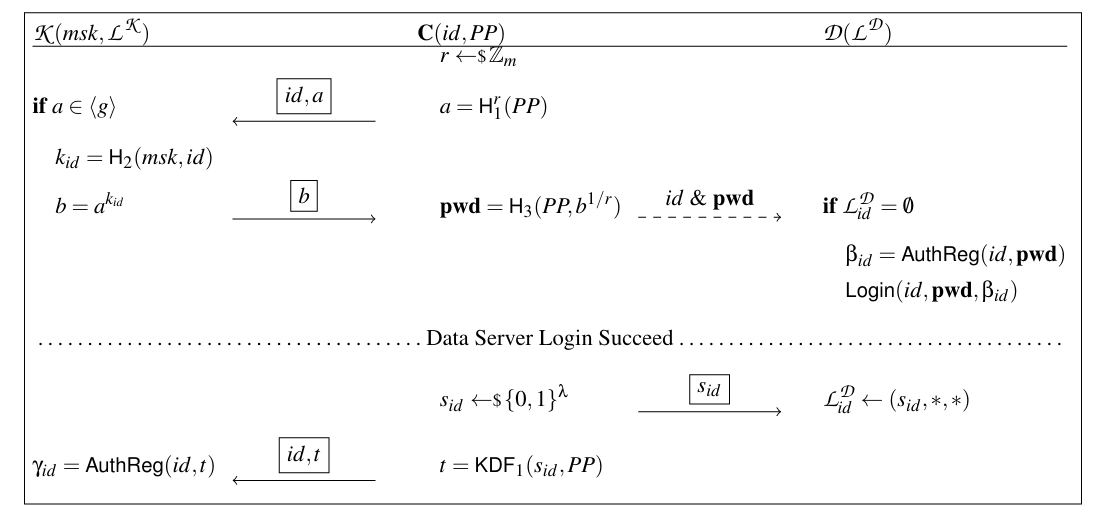 𝒦(msk, ℒ^𝒦) C(id, PP) 𝒟(ℒ^𝒟)
r ←$ ℤ_m
if a ∈ ⟨g⟩ id, a a = H_1^r(PP)
k_id = H_2(msk, id)
b = a^{k_id} b pwd = H_3(PP, b^{1/r}) id & pwd if ℒ_id^𝒟 = ∅
β_id = AuthReg(id, pwd)
Login(id, pwd, β_id)
Data Server Login Succeed
s_id ←$ {0, 1}^λ s_id ℒ_id^𝒟 ← (s_id, *, *)
γ_id = AuthReg(id, t) id, t t = KDF_1(s_id, PP)